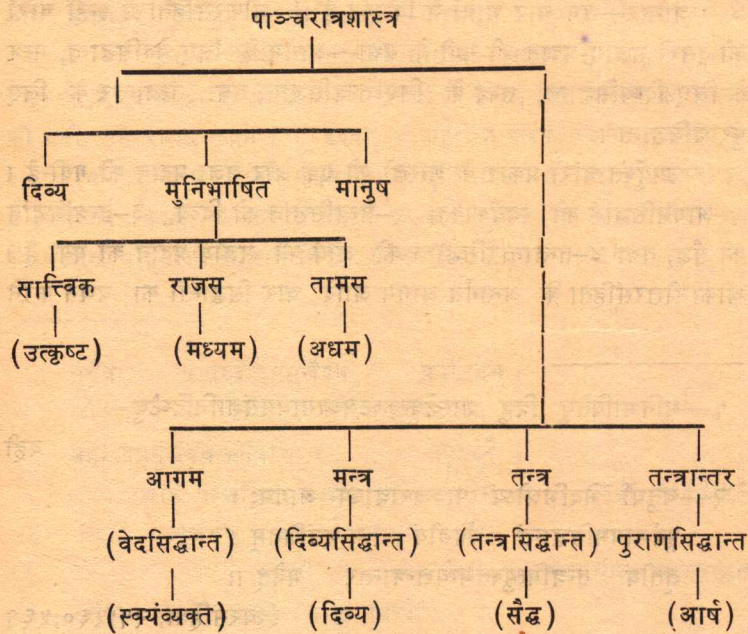 पाञ्चरात्रशास्त्र
दिव्य मुनिभाषित मानुष
सात्त्विक राजस तामस
(उत्कृष्ट) (मध्यम) (अधम)
आगम मन्त्र तन्त्र तन्त्रान्तर
(वेदसिद्धान्त) (दिव्यसिद्धान्त) (तन्त्रसिद्धान्त) पुराणसिद्धान्त
(स्वयंव्यक्त) (दिव्य) (सैद्ध) (आर्ष)